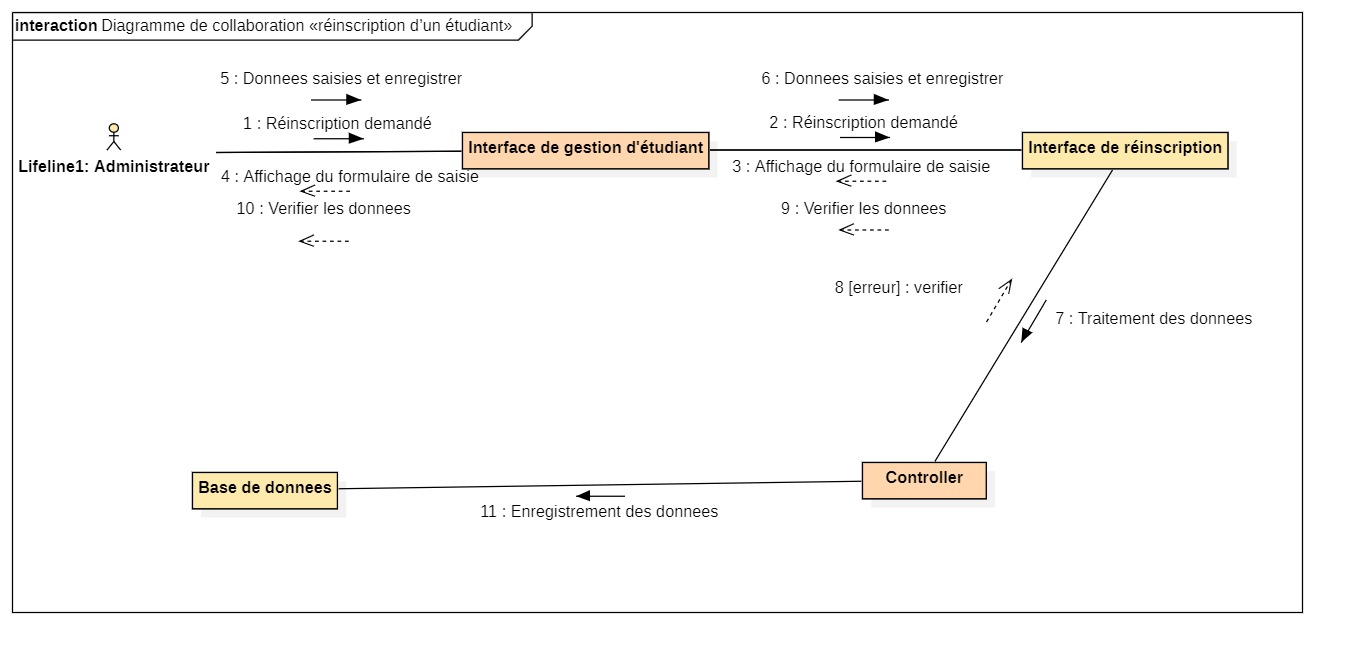 interaction Diagramme de collaboration «réinscription d’un étudiant»
5 : Donnees saisies et enregistrer
6 : Donnees saisies et enregistrer
1 : Réinscription demandé
2 : Réinscription demandé
Lifeline1: Administrateur
Interface de gestion d'étudiant
Interface de réinscription
4 : Affichage du formulaire de saisie
3 : Affichage du formulaire de saisie
10 : Verifier les donnees
9 : Verifier les donnees
8 [erreur] : verifier
7 : Traitement des donnees
Base de donnees
Controller
11 : Enregistrement des donnees